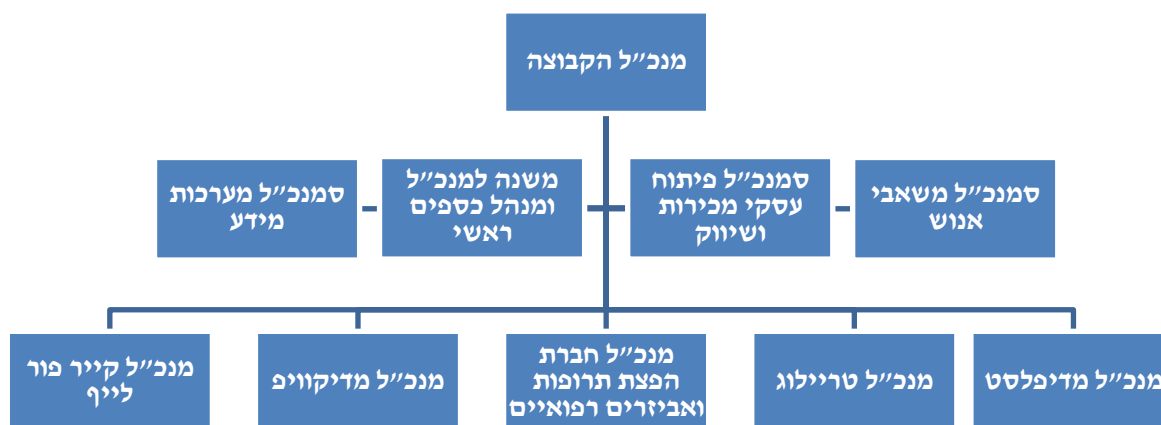 מנכ״ל הקבוצה
סמנכ״ל משאבי
אנוש
סמנכ״ל פיתוח
עסקי מכירות
ושיווק
משנה למנכ״ל
ומנהל כספים
ראשי
סמנכ״ל מערכות
מידע
מנכ״ל מדיפלסט
מנכ״ל טריילוג
מנכ״ל חברת
הפצת תרופות
ואביזרים רפואיים
מנכ״ל מדיקוויפ
מנכ״ל קייר פור
לייף